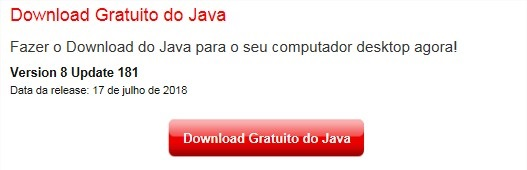 Download Gratuito do Java
Fazer o Download do Java para o seu computador desktop agora!
Version 8 Update 181
Data da release: 17 de julho de 2018
Download Gratuito do Java